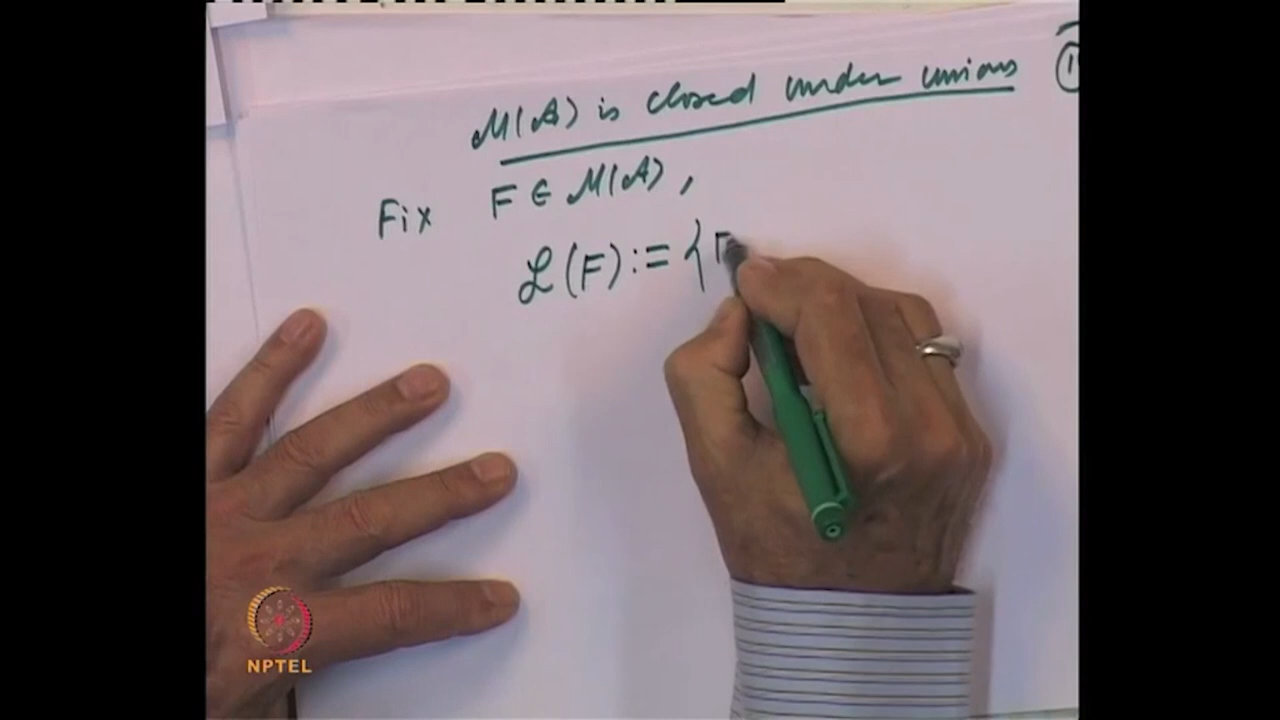 M(A) is closed under unions
Fix F ∈ M(A),
L(F) := {
NPTEL